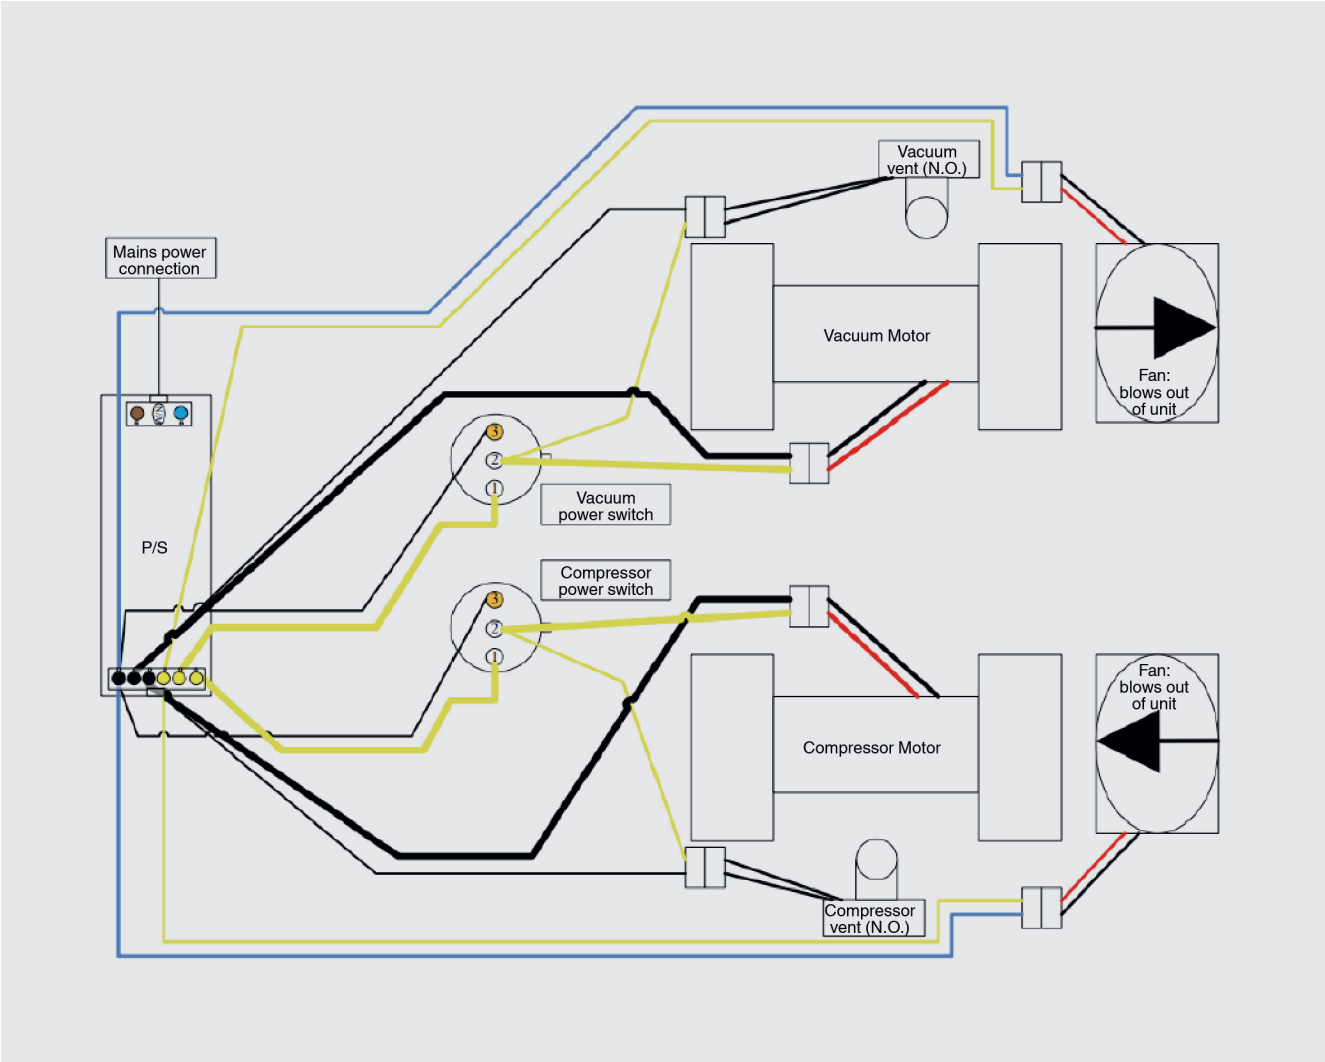 Vacuum
vent (N.O.)
Mains power
connection
Vacuum Motor
Fan:
blows out
of unit
3
2
1
Vacuum
power switch
P/S
Compressor
power switch
3
2
1
Fan:
blows out
of unit
Compressor Motor
Compressor
vent (N.O.)